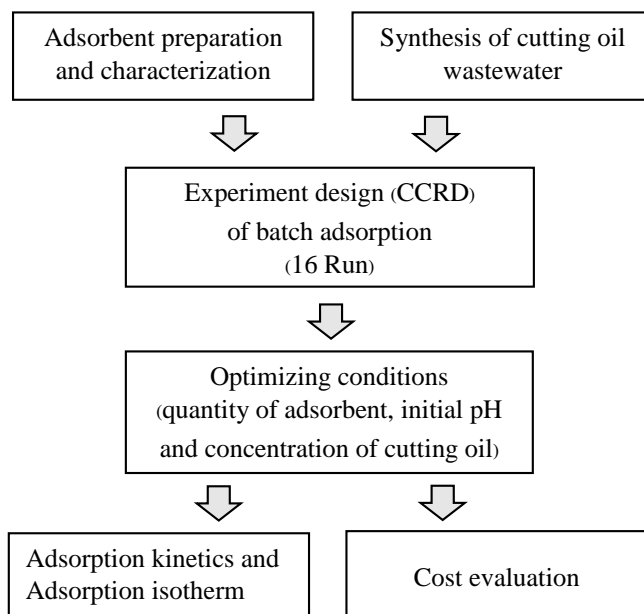 Adsorbent preparation
and characterization
Synthesis of cutting oil
wastewater
Experiment design (CCRD)
of batch adsorption
(16 Run)
Optimizing conditions
(quantity of adsorbent, initial pH
and concentration of cutting oil)
Adsorption kinetics and
Adsorption isotherm
Cost evaluation